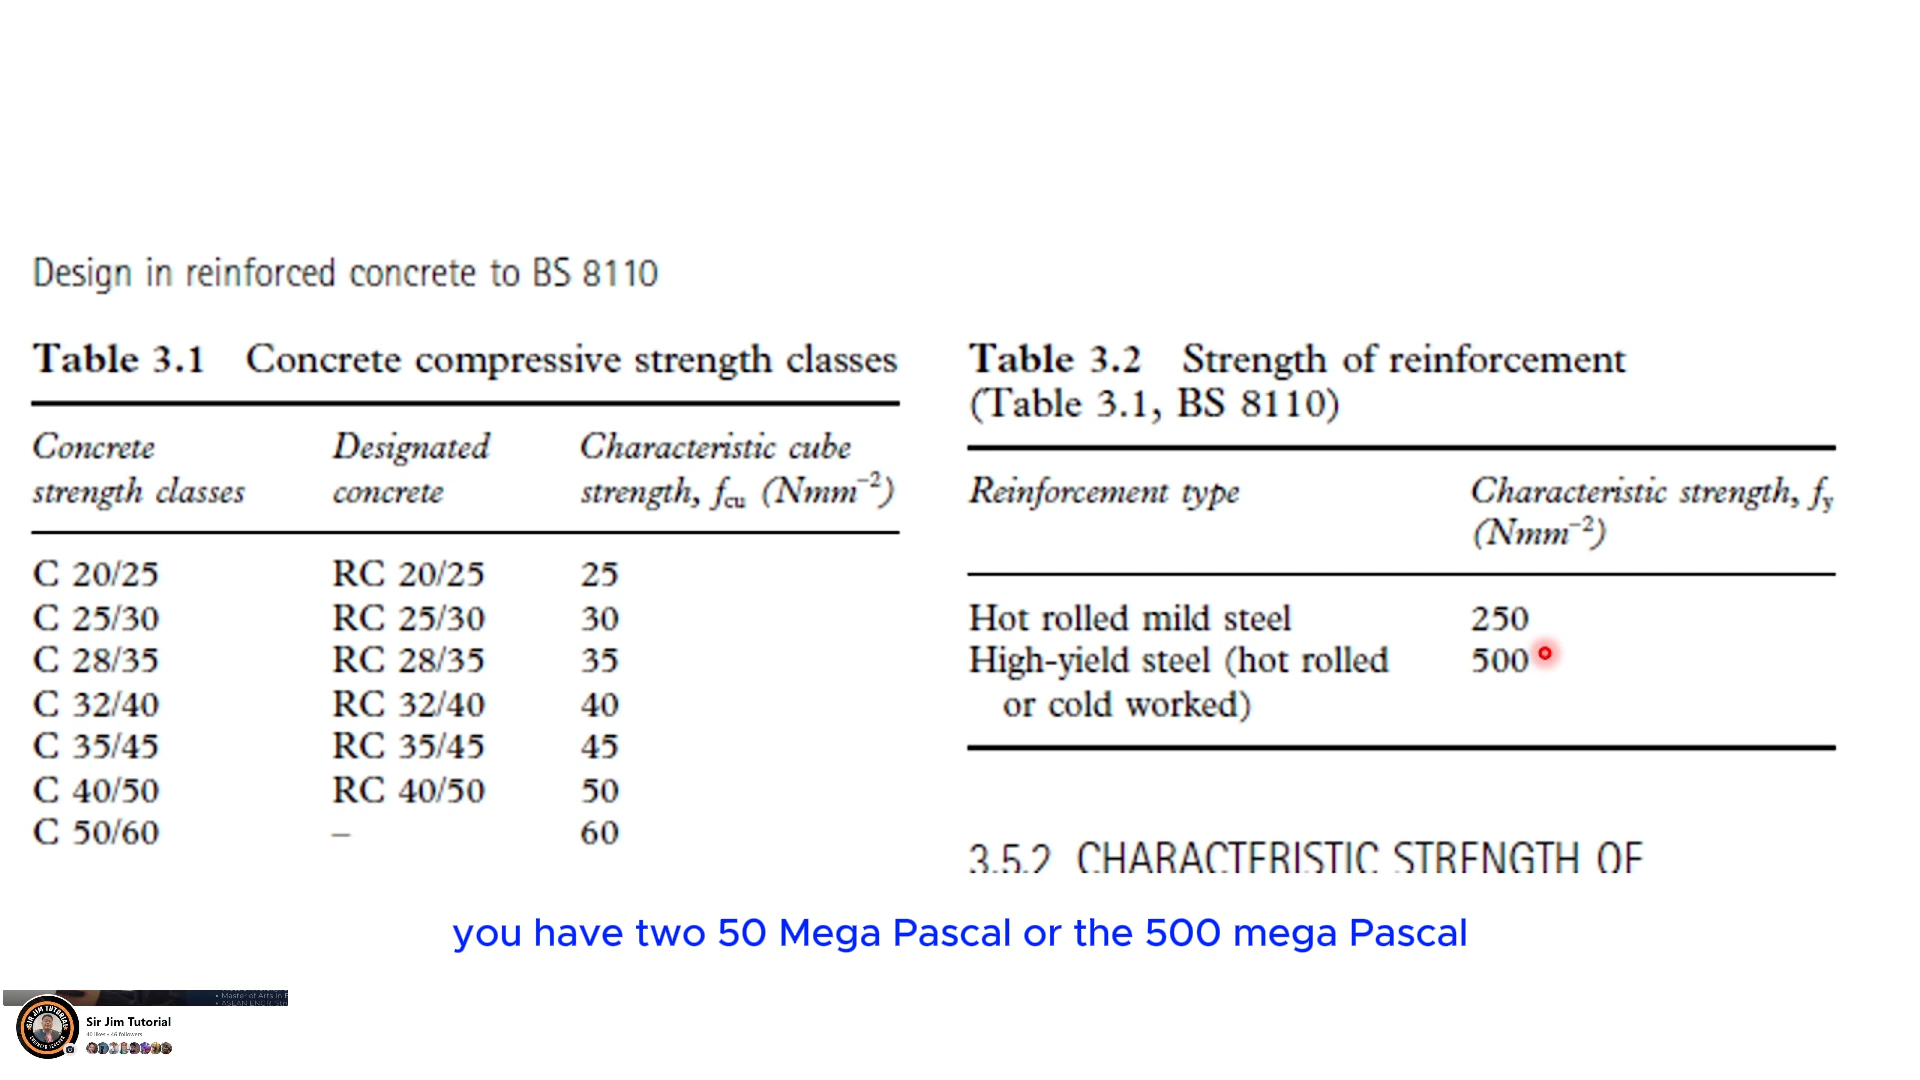 Design in reinforced concrete to BS 8110
Table 3.1 Concrete compressive strength classes
Concrete strength classes
Designated concrete
Characteristic cube strength, fcu (Nmm⁻²)
C 20/25 RC 20/25 25
C 25/30 RC 25/30 30
C 28/35 RC 28/35 35
C 32/40 RC 32/40 40
C 35/45 RC 35/45 45
C 40/50 RC 40/50 50
C 50/60 – 60
Table 3.2 Strength of reinforcement
(Table 3.1, BS 8110)
Reinforcement type
Characteristic strength, fy
(Nmm⁻²)
Hot rolled mild steel 250
High-yield steel (hot rolled 500
or cold worked)
3.5.2 CHARACTERISTIC STRENGTH OF
you have two 50 Mega Pascal or the 500 mega Pascal
• Master of Arts in
Sir Jim Tutorial